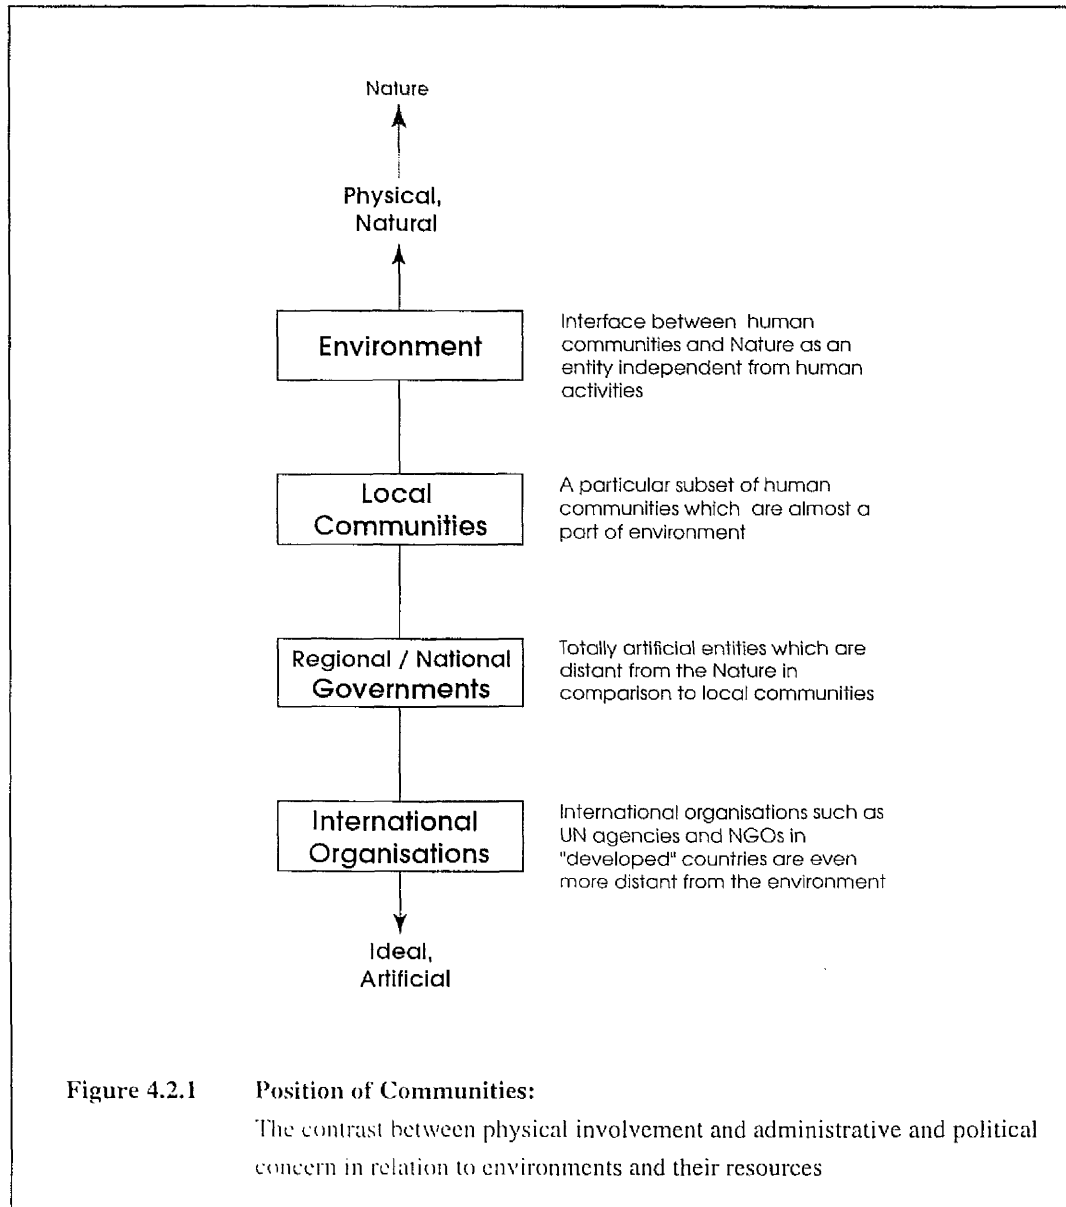 Nature
Physical,
Natural
Environment
Interface between human
communities and Nature as an
entity independent from human
activities
Local
Communities
A particular subset of human
communities which are almost a
part of environment
Regional / National
Governments
Totally artificial entities which are
distant from the Nature in
comparison to local communities
International
Organisations
International organisations such as
UN agencies and NGOs in
"developed" countries are even
more distant from the environment
Ideal,
Artificial
Figure 4.2.1 Position of Communities:
The contrast between physical involvement and administrative and political
concern in relation to environments and their resources